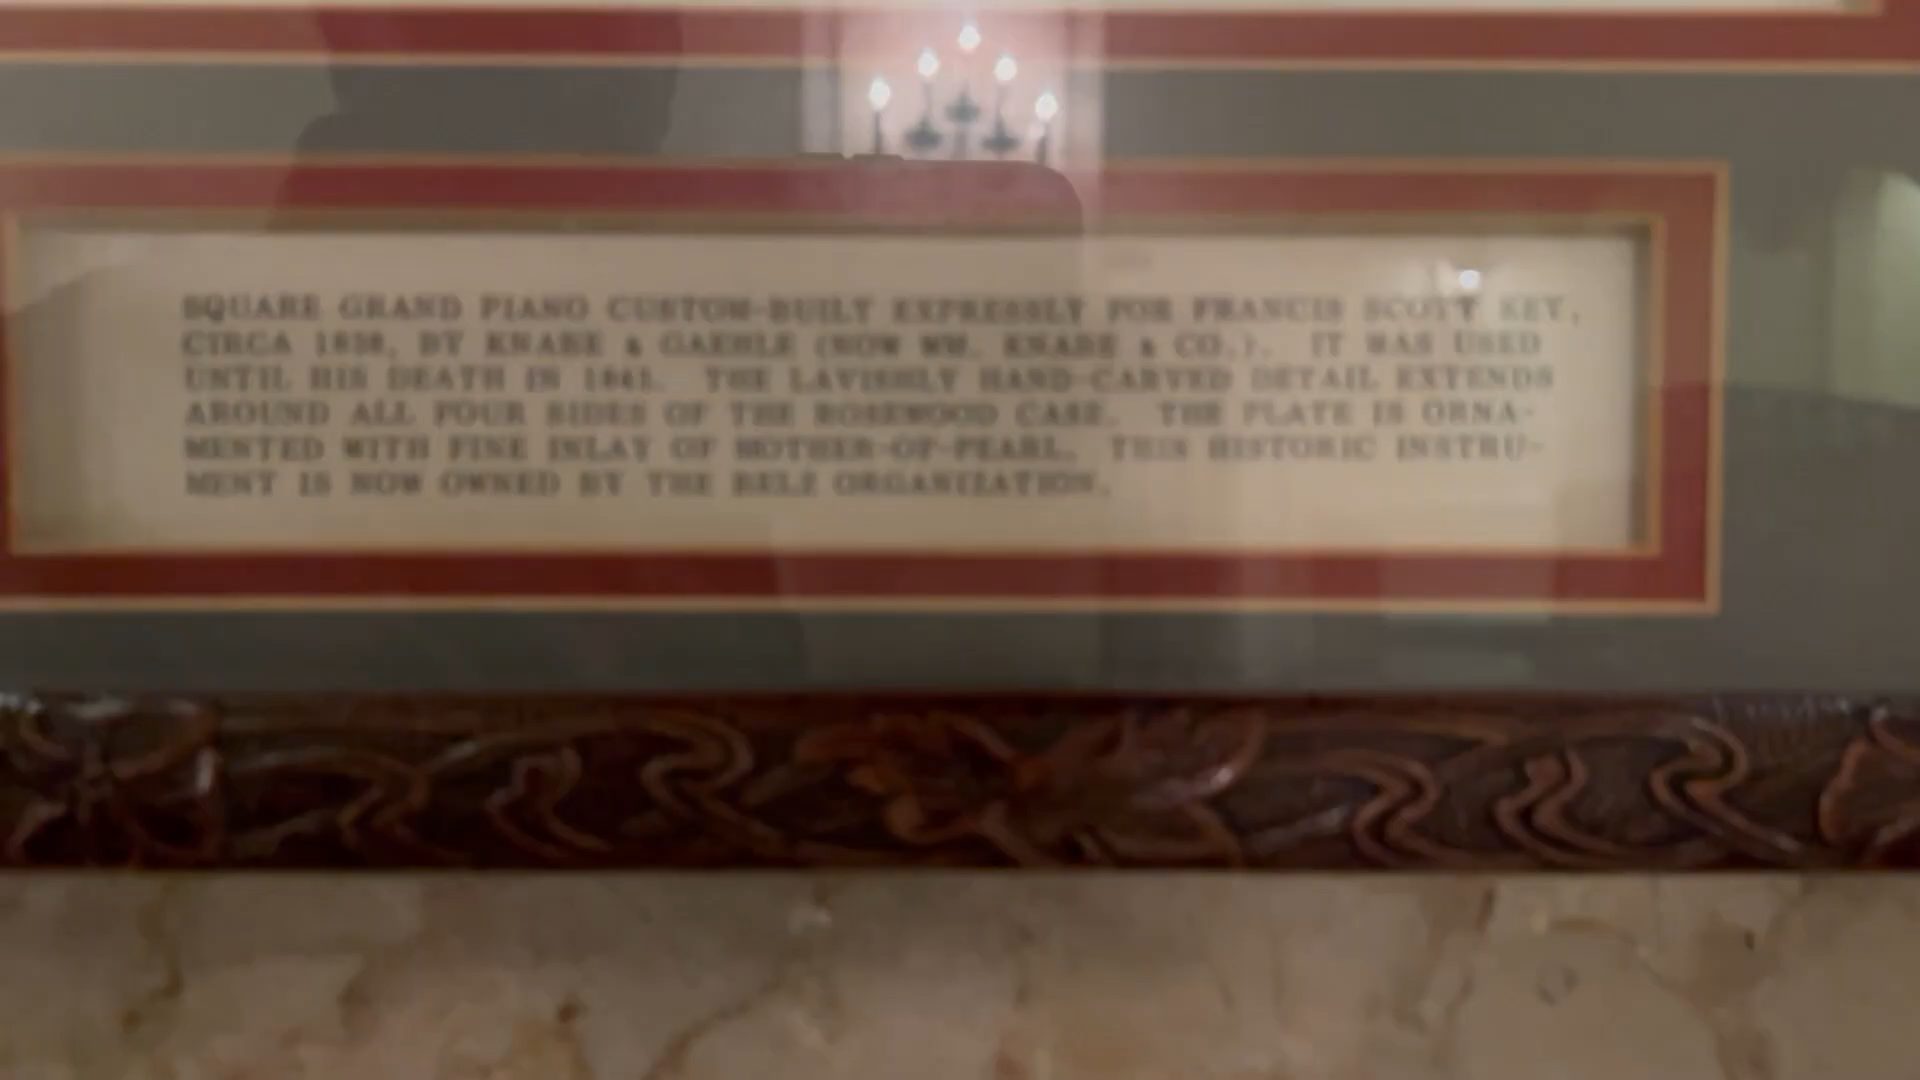 SQUARE GRAND PIANO CUSTOM-BUILT EXPRESSLY FOR FRANCIS SCOTT KEY,
CIRCA 1838, BY KNABE & GAEHLE (NOW WM. KNABE & CO.). IT WAS USED
UNTIL HIS DEATH IN THE LAVISHLY HAND-CARVED DETAIL EXTENDS
AROUND ALL FOUR SIDES OF THE ROSEWOOD CASE. THE PLATE IS ORNA-
MENTED WITH FINE INLAY OF MOTHER-OF-PEARL. THIS HISTORIC INSTRU-
MENT IS NOW OWNED BY THE BELZ ORGANIZATION.